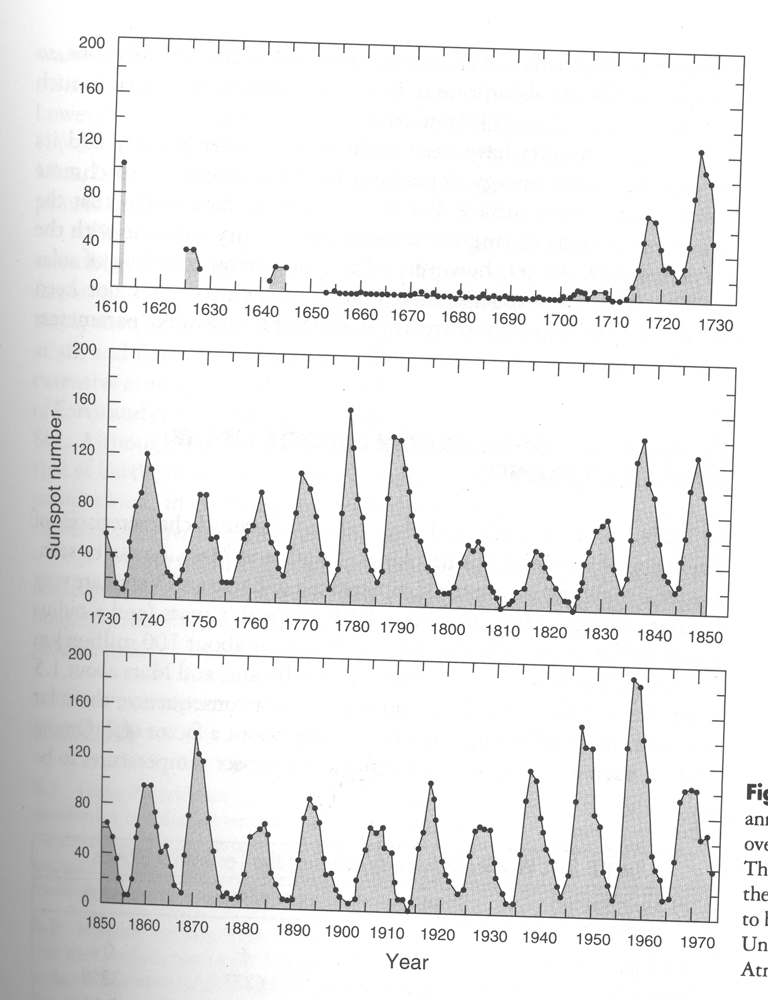 200
160
120
80
40
0
1610 1620 1630 1640 1650 1660 1670 1680 1690 1700 1710 1720 1730
200
160
120
80
40
0
Sunspot number
1730 1740 1750 1760 1770 1780 1790 1800 1810 1820 1830 1840 1850
200
160
120
80
40
0
1850 1860 1870 1880 1890 1900 1910 1920 1930 1940 1950 1960 1970
Year
Fig
ann
ove
Th
the
to b
Un
Atr